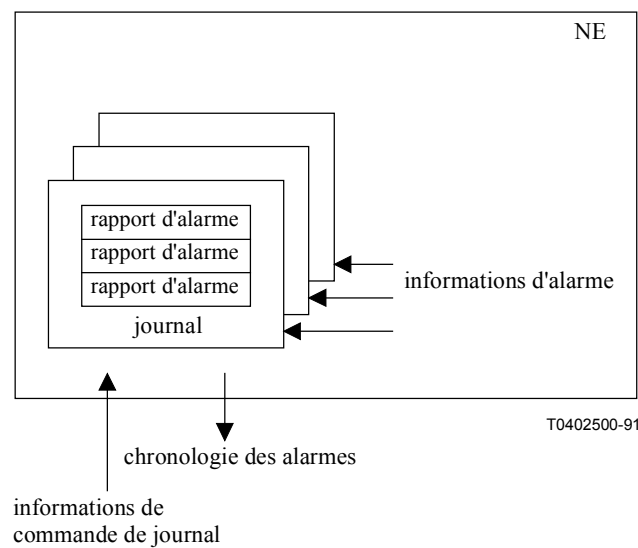 NE
rapport d'alarme
rapport d'alarme
rapport d'alarme
journal
informations d'alarme
T0402500-91
chronologie des alarmes
informations de
commande de journal